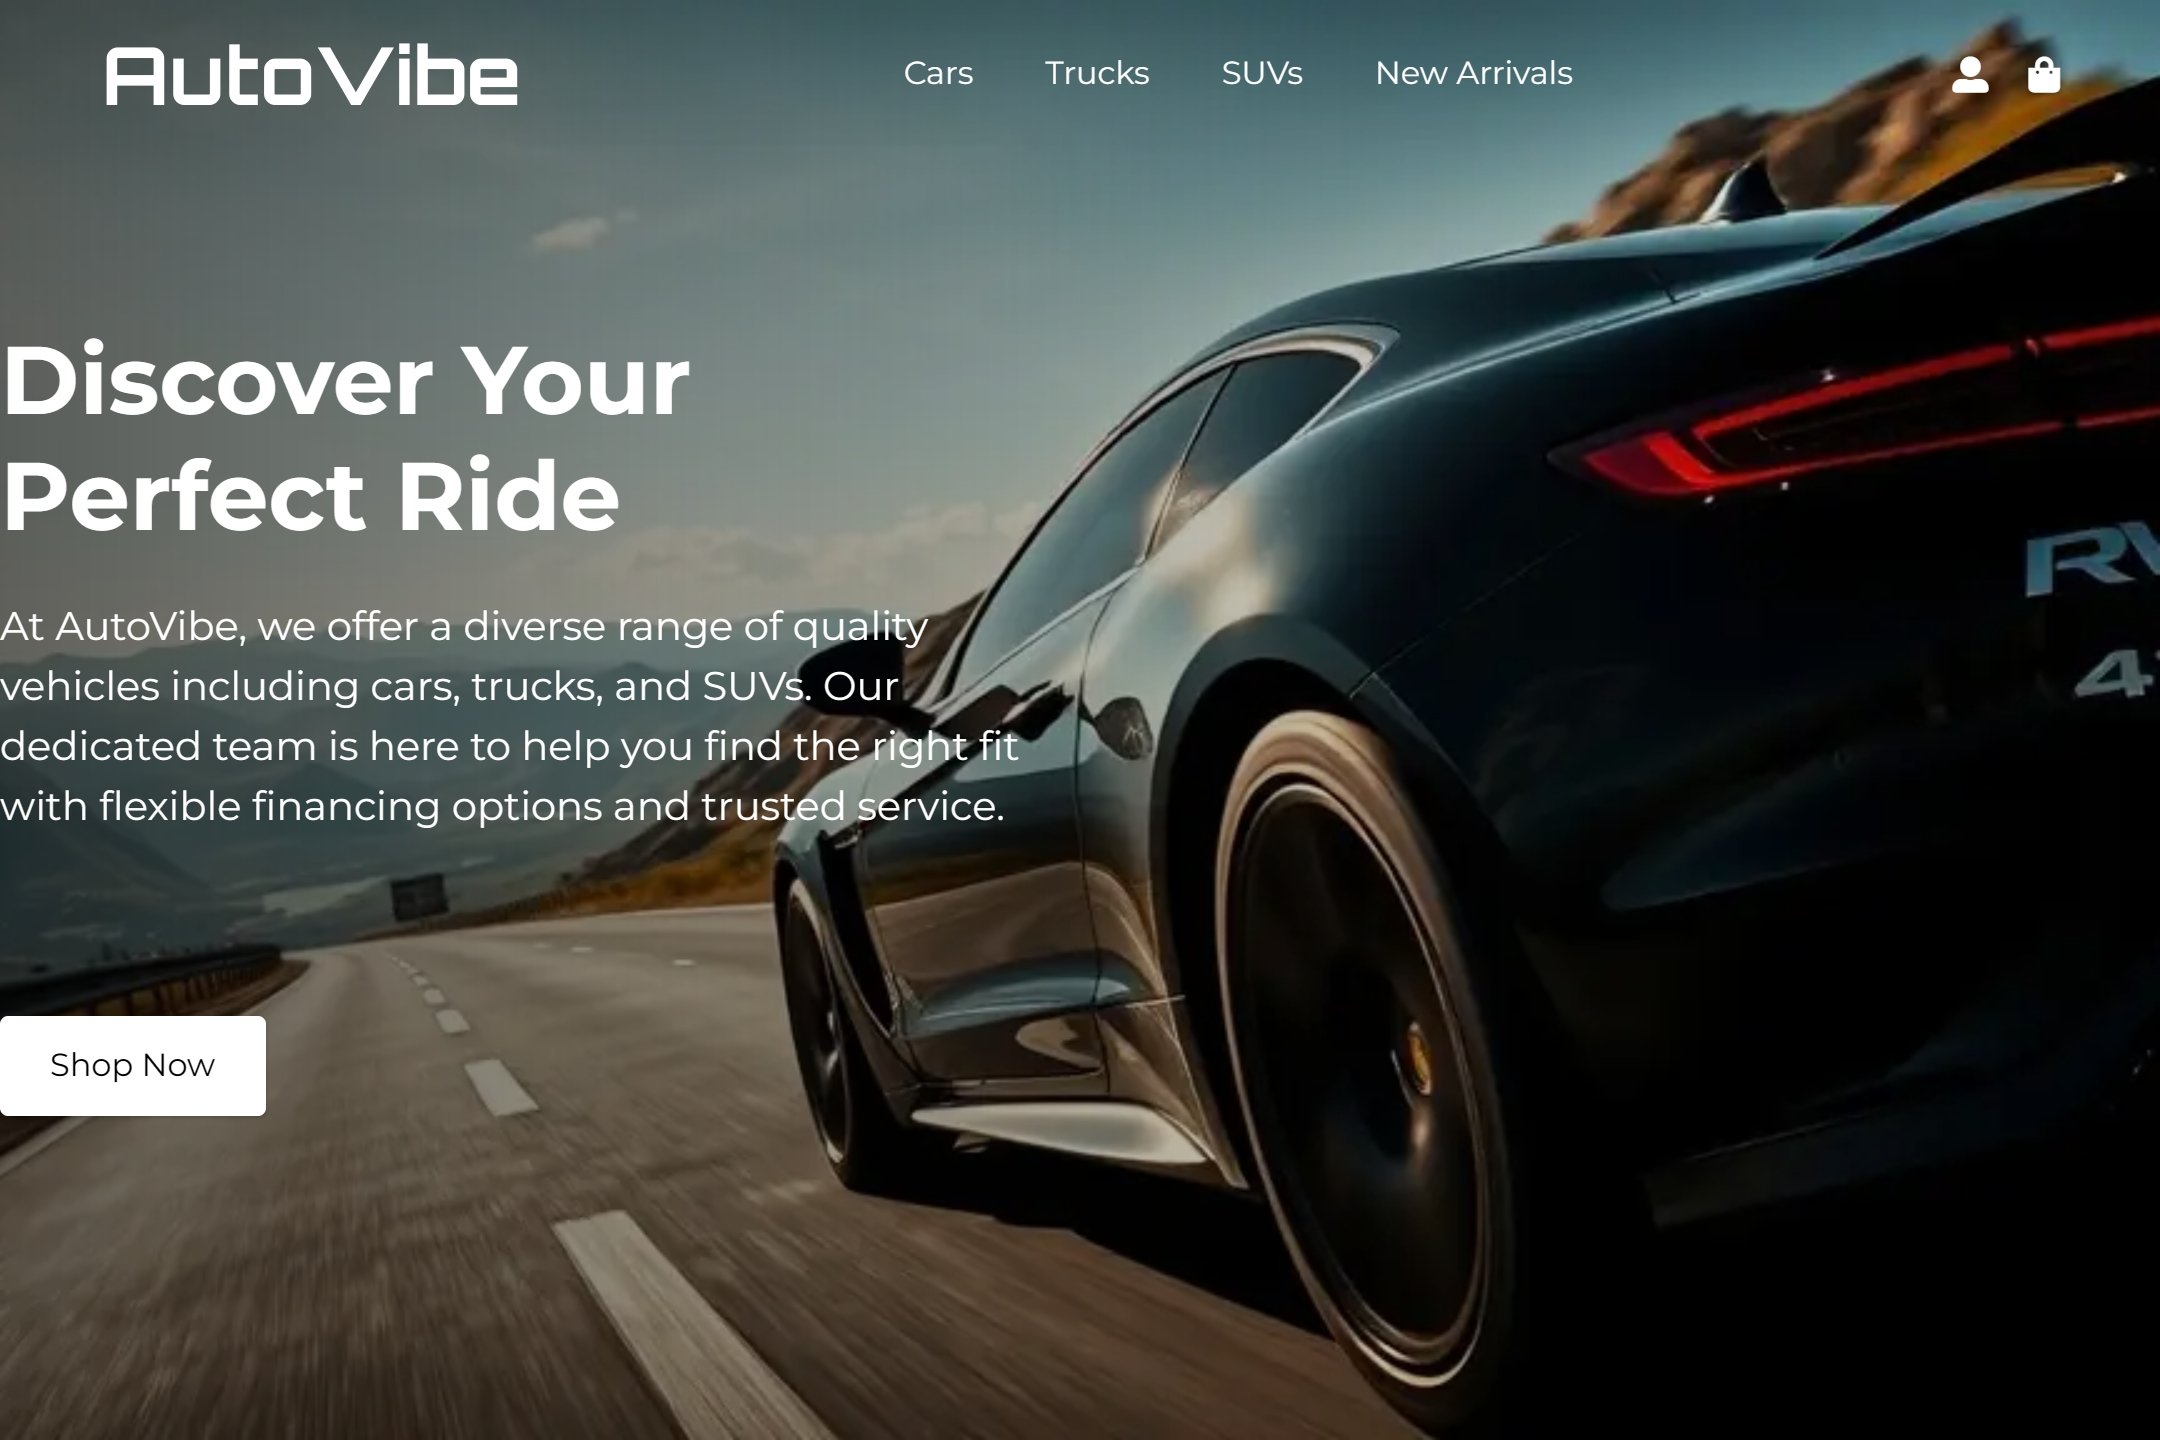 AutoVibe
Cars
Trucks
SUVs
New Arrivals
Discover Your
Perfect Ride
At AutoVibe, we offer a diverse range of quality
vehicles including cars, trucks, and SUVs. Our
dedicated team is here to help you find the right fit
with flexible financing options and trusted service.
Shop Now